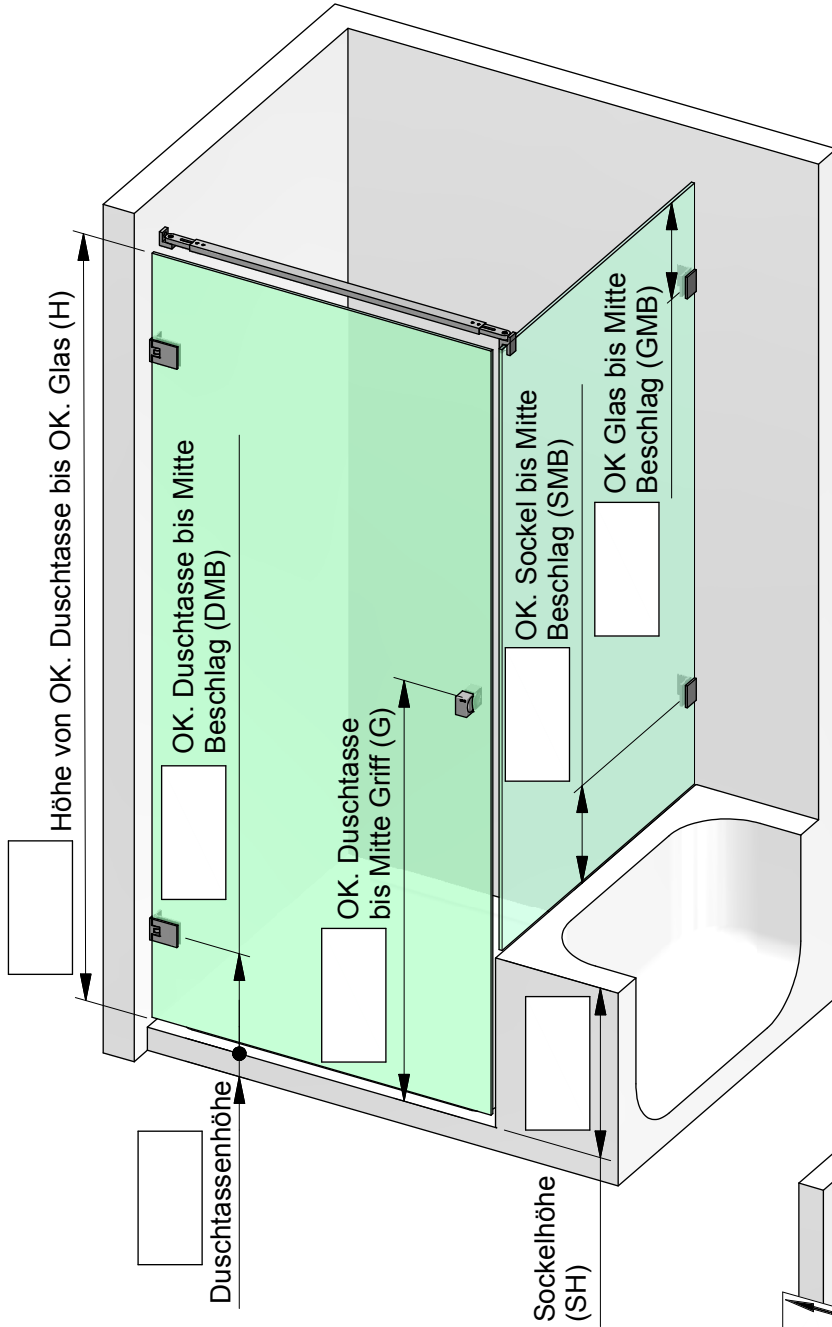 Höhe von OK. Duschtasse bis OK. Glas (H)
OK. Duschtasse bis Mitte
Beschlag (DMB)
Duschtassenhöhe
OK. Duschtasse
bis Mitte Griff (G)
OK. Sockel bis Mitte
Beschlag (SMB)
OK Glas bis Mitte
Beschlag (GMB)
Sockelhöhe
(SH)